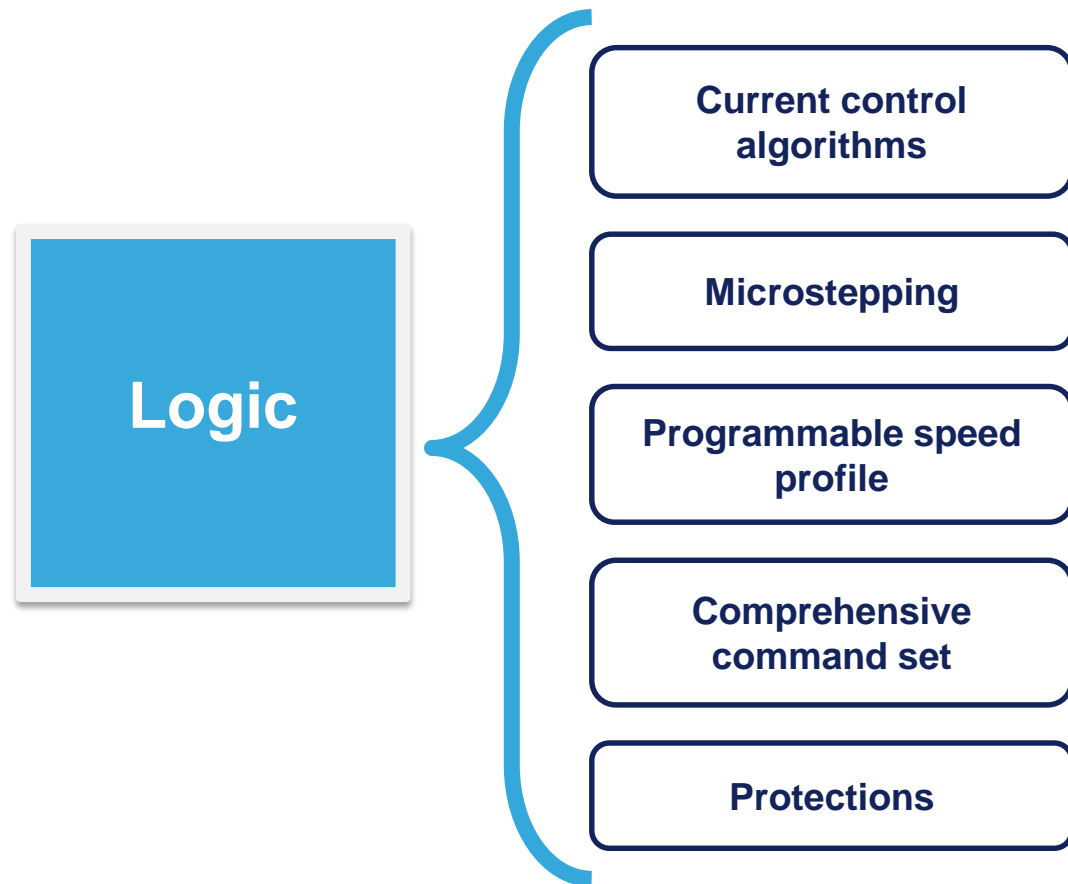 Logic
Current control
algorithms
Microstepping
Programmable speed
profile
Comprehensive
command set
Protections